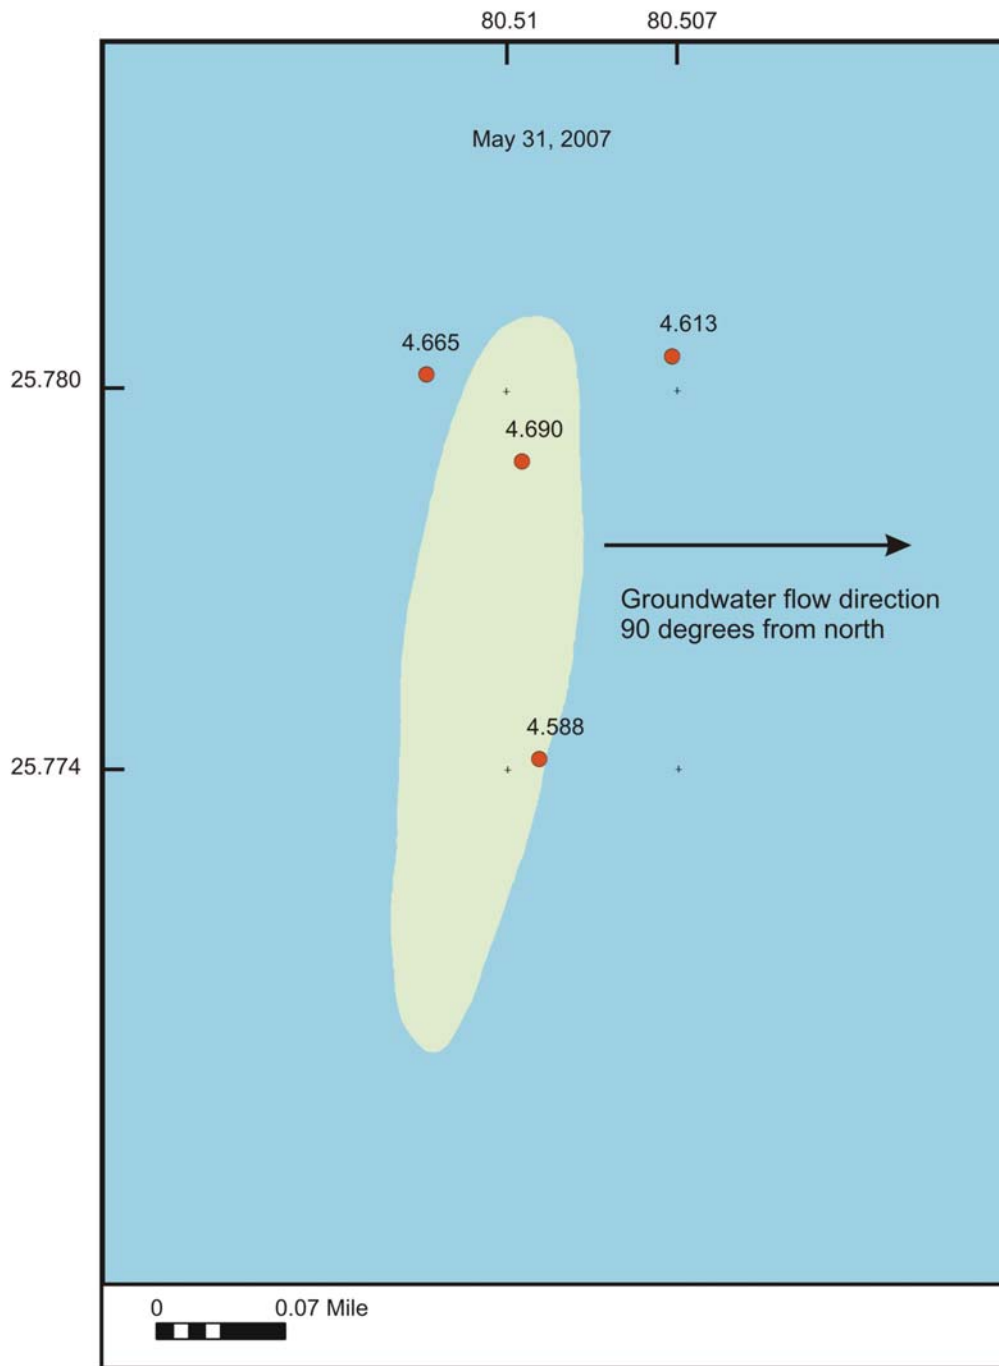 80.51
80.507
May 31, 2007
4.665
4.613
25.780
4.690
Groundwater flow direction
90 degrees from north
4.588
25.774
0
0.07 Mile